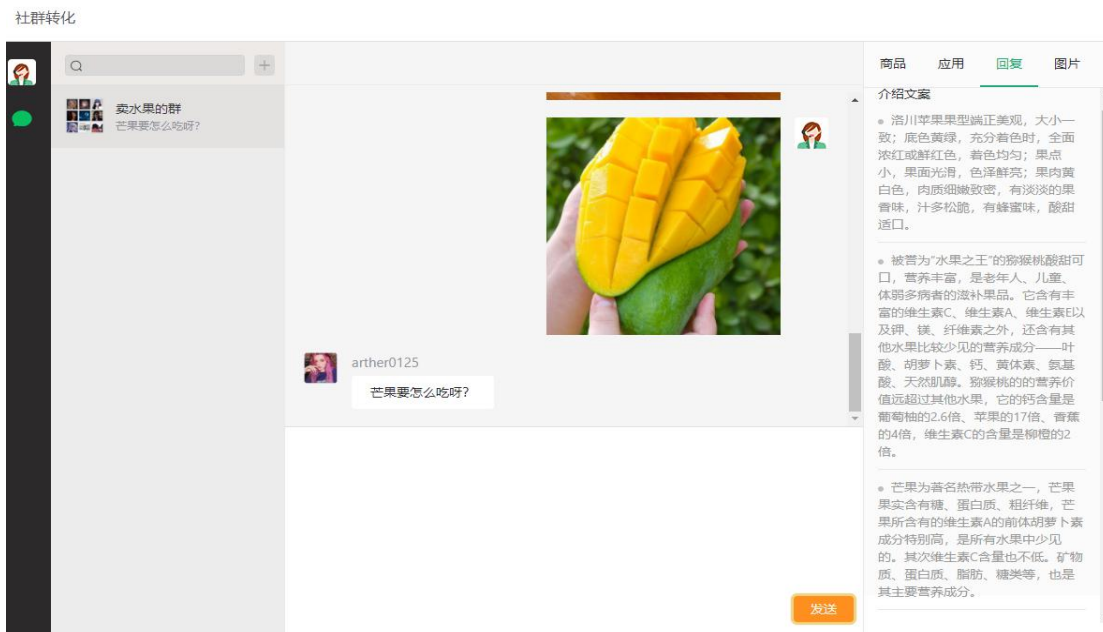 社群转化
卖水果的群
芒果要怎么吃呀?
arther0125
芒果要怎么吃呀?
发送
商品 应用 回复 图片
介绍文案
洛川苹果果型端正美观，大小一
致；底色黄绿，充分着色时，全面
浓红或鲜红色，着色均匀；果点
小，果面光滑，色泽鲜亮；果肉黄
白色，肉质细嫩致密，有淡淡的果
香味，汁多松脆，有蜂蜜味，酸甜
适口。
被誉为“水果之王”的猕猴桃酸甜可
口，营养丰富，是老年人、儿童、
体弱多病者的滋补果品。它含有丰
富的维生素C、维生素A、维生素E以
及钾、镁、纤维素之外，还含有其
他水果比较少见的营养成分——叶
酸、胡萝卜素、钙、黄体素、氨基
酸、天然肌醇。猕猴桃的的营养价
值远超过其他水果，它的钙含量是
葡萄柚的2.6倍、苹果的17倍、香蕉
的4倍，维生素C的含量是柳橙的2
倍。
芒果为著名热带水果之一，芒果
果实含有糖、蛋白质、粗纤维，芒
果所含有的维生素A的前体胡萝卜素
成分特别高，是所有水果中少见
的。其次维生素C含量也不低。矿物
质、蛋白质、脂肪、糖类等，也是
其主要营养成分。